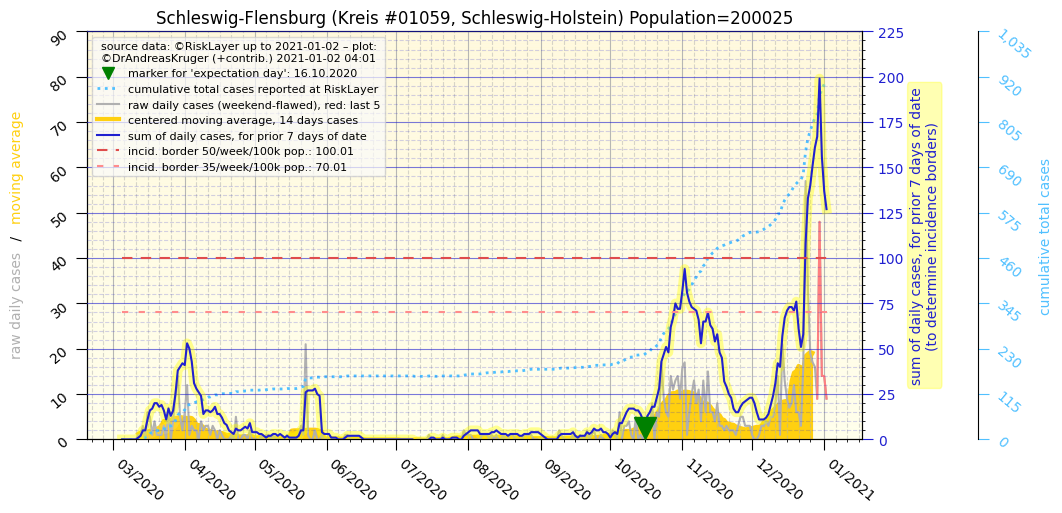 Schleswig-Flensburg (Kreis #01059, Schleswig-Holstein) Population=200025
source data: ©RiskLayer up to 2021-01-02 – plot:
©DrAndreasKruger (+contrib.) 2021-01-02 04:01
marker for 'expectation day': 16.10.2020
cumulative total cases reported at RiskLayer
raw daily cases (weekend-flawed), red: last 5
centered moving average, 14 days cases
sum of daily cases, for prior 7 days of date
incid. border 50/week/100k pop.: 100.01
incid. border 35/week/100k pop.: 70.01
raw daily cases / moving average
90
80
70
60
50
40
30
20
10
0
03/2020
04/2020
05/2020
06/2020
07/2020
08/2020
09/2020
10/2020
11/2020
12/2020
01/2021
225
200
175
150
125
100
75
50
25
0
sum of daily cases, for prior 7 days of date
(to determine incidence borders)
1,035
920
805
690
575
460
345
230
115
0
cumulative total cases